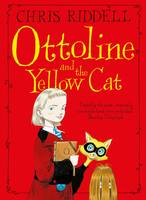 CHRIS RIDDELL
Ottoline
and the
Yellow Cat